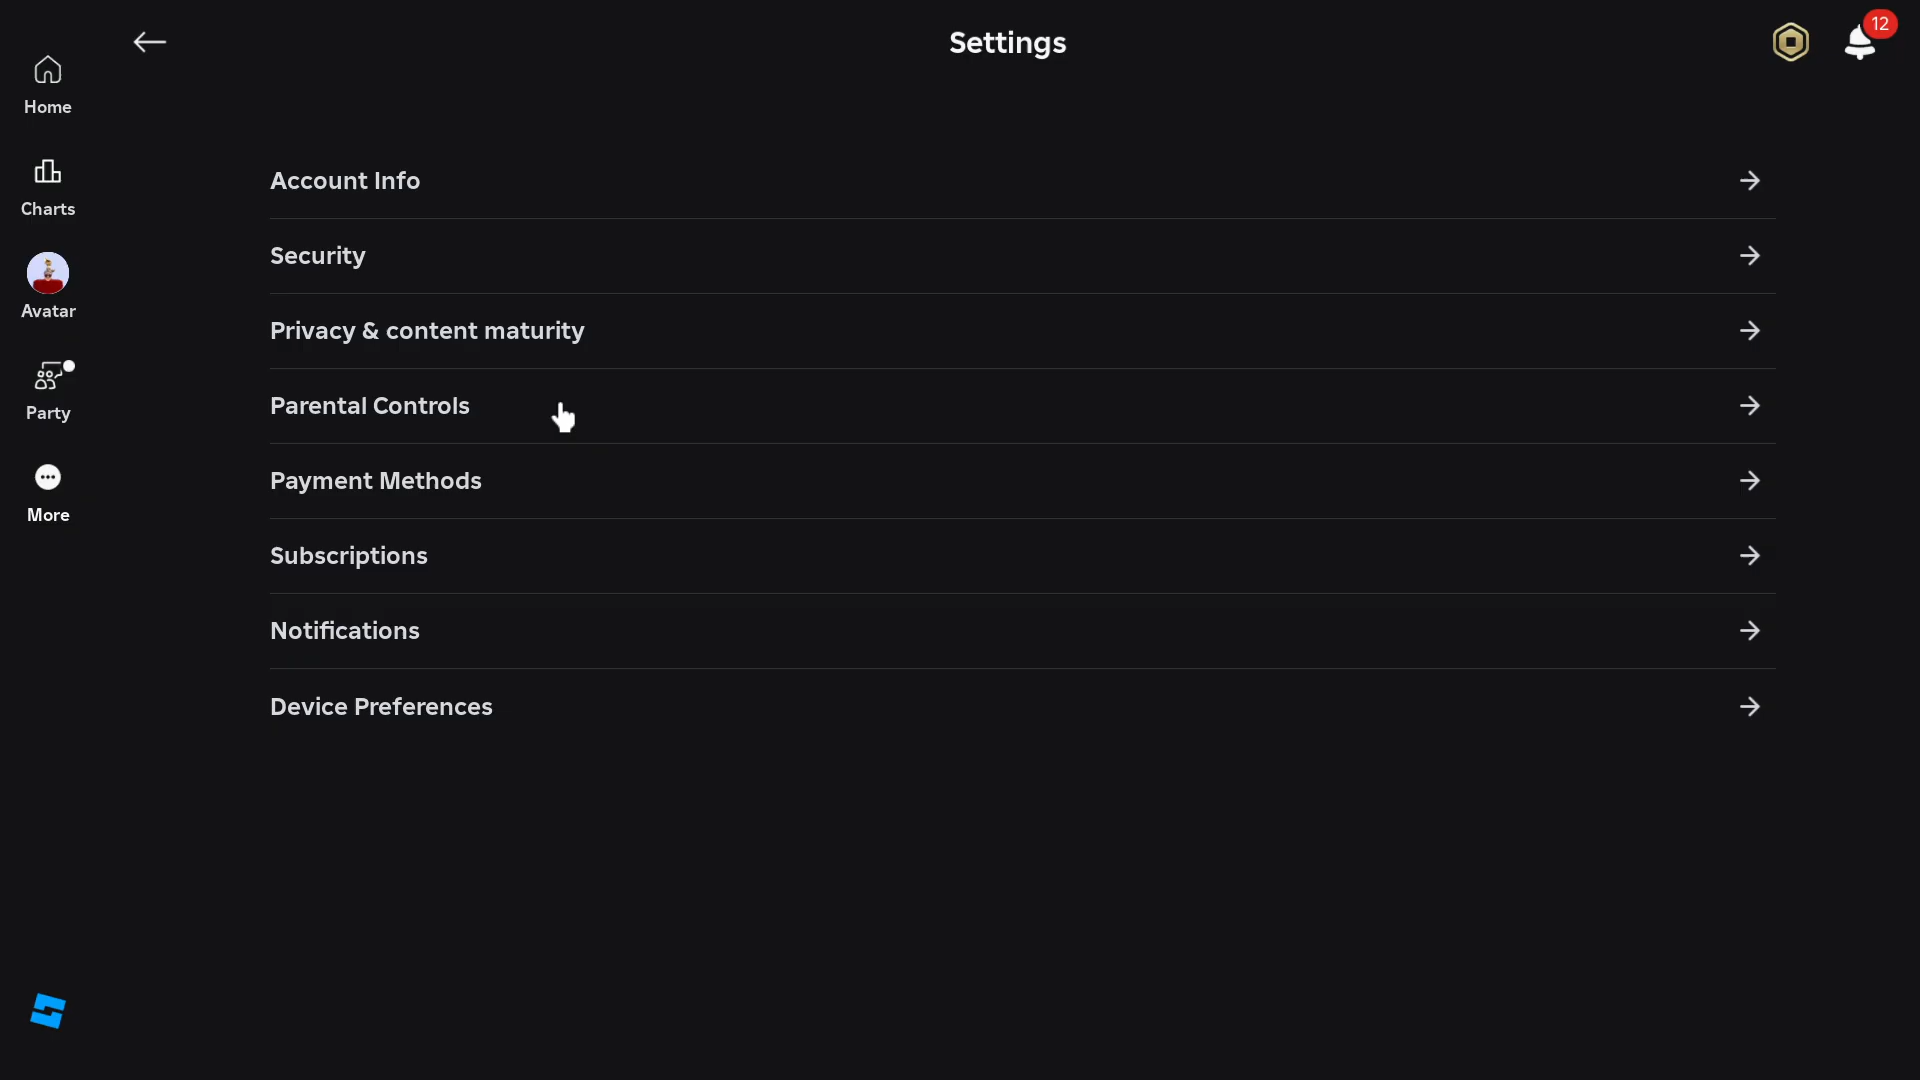 Settings
12
Home
Charts
Avatar
Party
More
Account Info
Security
Privacy & content maturity
Parental Controls
Payment Methods
Subscriptions
Notifications
Device Preferences